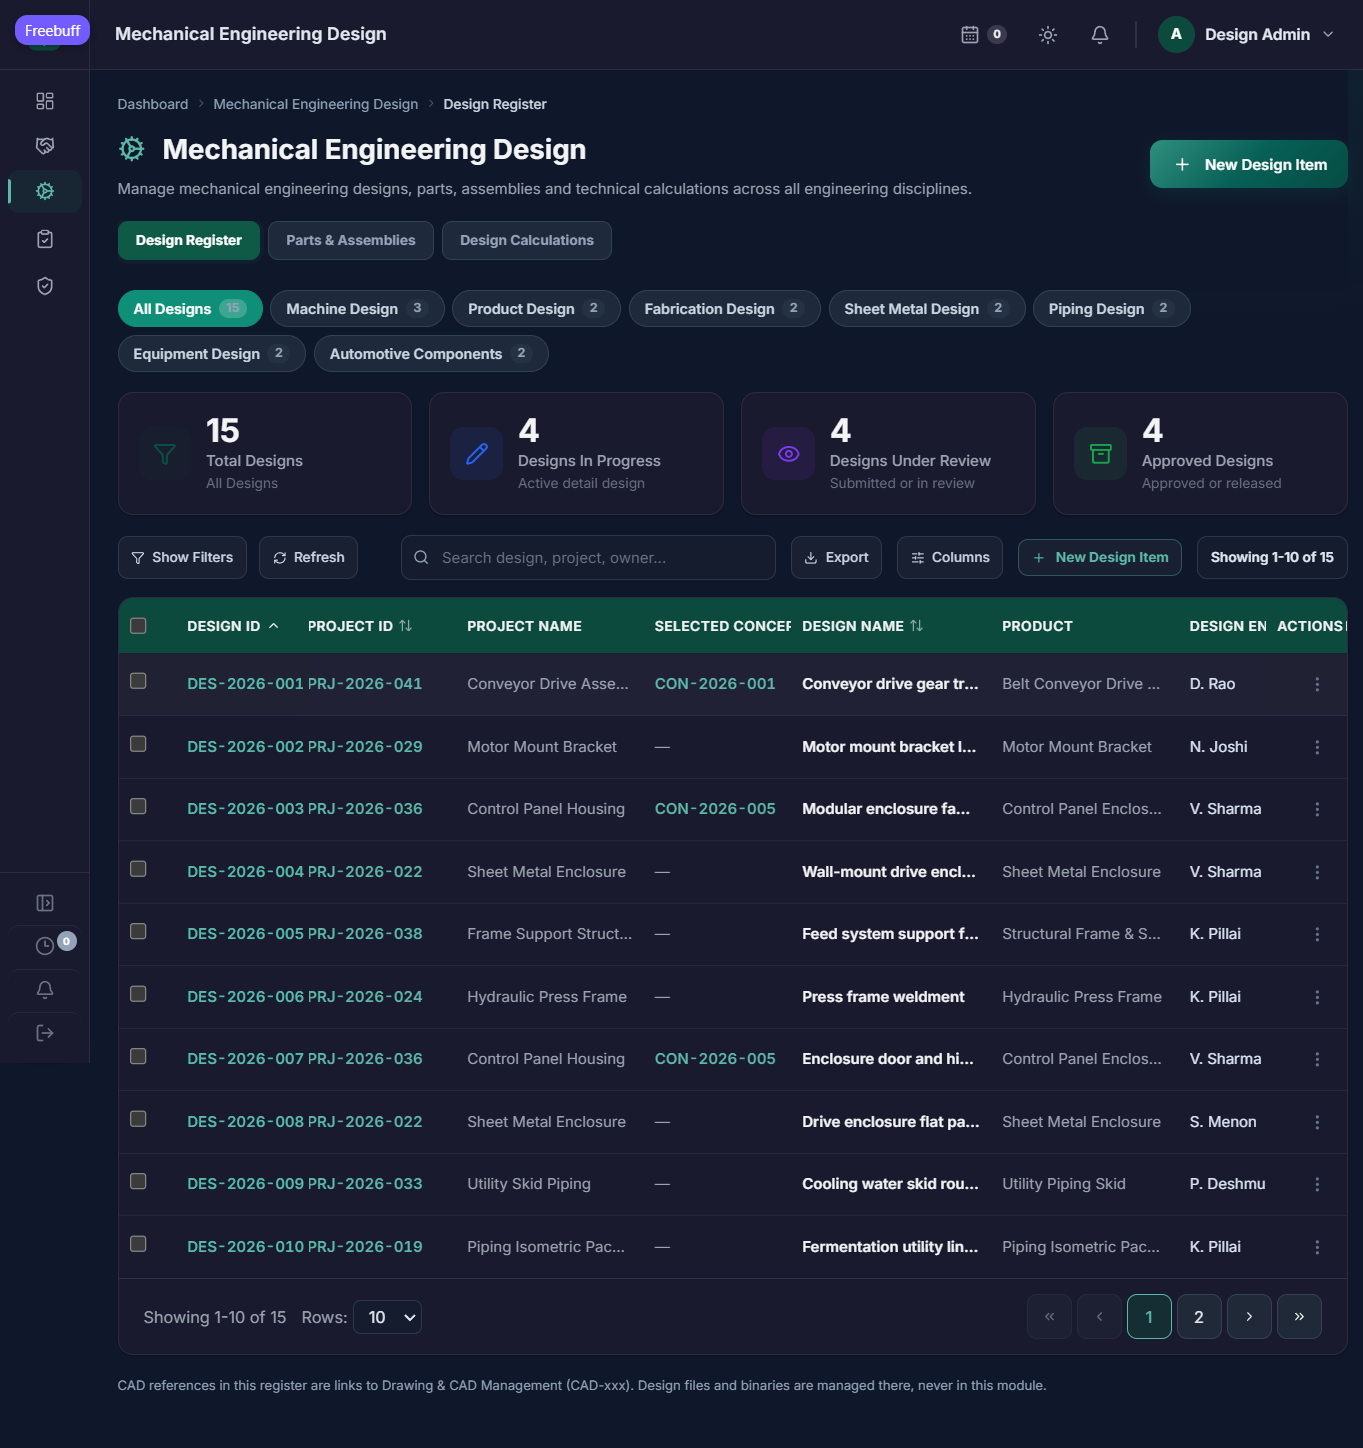 Freebuff
Mechanical Engineering Design
0
A
Design Admin
Dashboard
Mechanical Engineering Design
Design Register
Mechanical Engineering Design
Manage mechanical engineering designs, parts, assemblies and technical calculations across all engineering disciplines.
New Design Item
Design Register
Parts & Assemblies
Design Calculations
All Designs 15
Machine Design 3
Product Design 2
Fabrication Design 2
Sheet Metal Design 2
Piping Design 2
Equipment Design 2
Automotive Components 2
15
Total Designs
All Designs
4
Designs In Progress
Active detail design
4
Designs Under Review
Submitted or in review
4
Approved Designs
Approved or released
Show Filters
Refresh
Search design, project, owner...
Export
Columns
New Design Item
Showing 1-10 of 15
DESIGN ID PROJECT ID PROJECT NAME SELECTED CONCEP DESIGN NAME PRODUCT DESIGN EN ACTIONS
DES-2026-001 PRJ-2026-041 Conveyor Drive Asse... CON-2026-001 Conveyor drive gear tr... Belt Conveyor Drive ... D. Rao
DES-2026-002 PRJ-2026-029 Motor Mount Bracket — Motor mount bracket l... Motor Mount Bracket N. Joshi
DES-2026-003 PRJ-2026-036 Control Panel Housing CON-2026-005 Modular enclosure fa... Control Panel Enclos... V. Sharma
DES-2026-004 PRJ-2026-022 Sheet Metal Enclosure — Wall-mount drive encl... Sheet Metal Enclosure V. Sharma
DES-2026-005 PRJ-2026-038 Frame Support Struct... — Feed system support f... Structural Frame & S... K. Pillai
DES-2026-006 PRJ-2026-024 Hydraulic Press Frame — Press frame weldment Hydraulic Press Frame K. Pillai
DES-2026-007 PRJ-2026-036 Control Panel Housing CON-2026-005 Enclosure door and hi... Control Panel Enclos... V. Sharma
DES-2026-008 PRJ-2026-022 Sheet Metal Enclosure — Drive enclosure flat pa... Sheet Metal Enclosure S. Menon
DES-2026-009 PRJ-2026-033 Utility Skid Piping — Cooling water skid rou... Utility Piping Skid P. Deshmu
DES-2026-010 PRJ-2026-019 Piping Isometric Pac... — Fermentation utility lin... Piping Isometric Pac... K. Pillai
0
Showing 1-10 of 15 Rows: 10
« ‹ 1 2 › »
CAD references in this register are links to Drawing & CAD Management (CAD-xxx). Design files and binaries are managed there, never in this module.